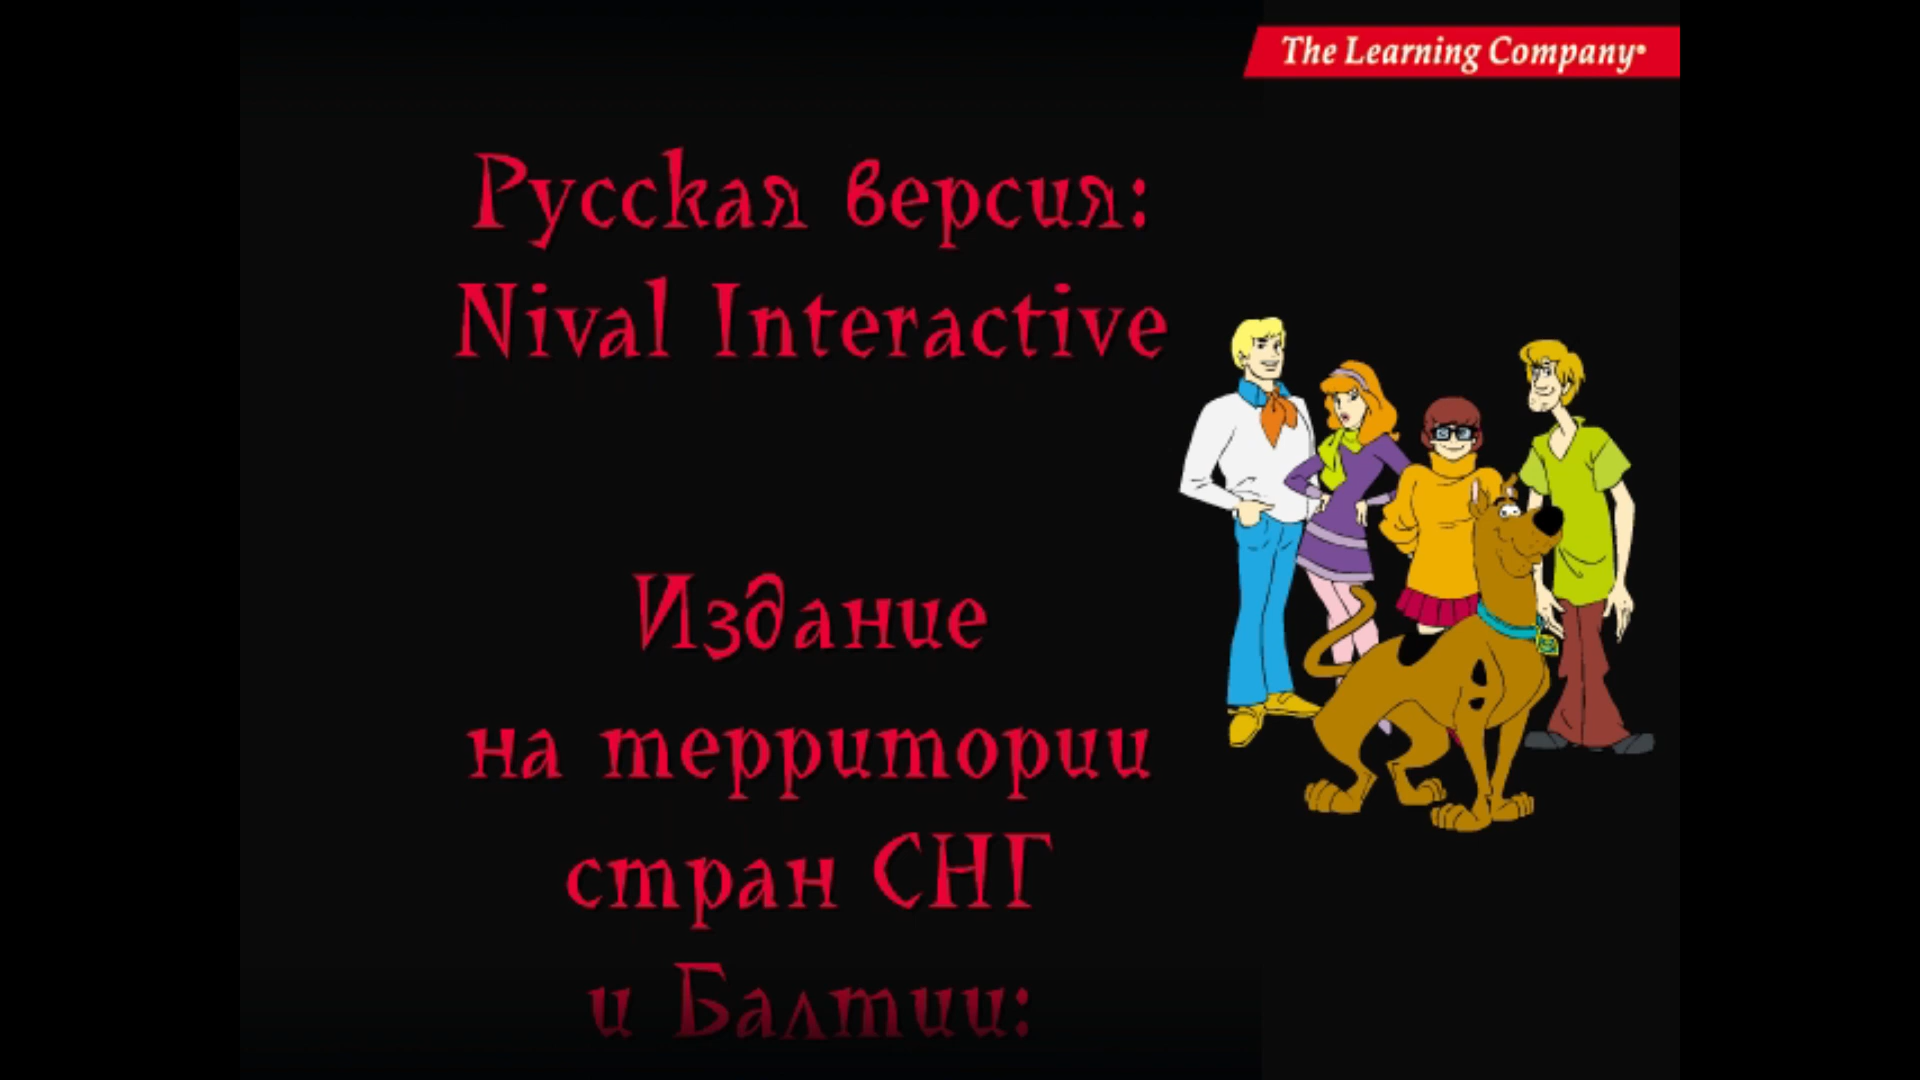 The Learning Company®
Русская версия:
Nival Interactive
Издание
на территории
стран СНГ
и Балтии: